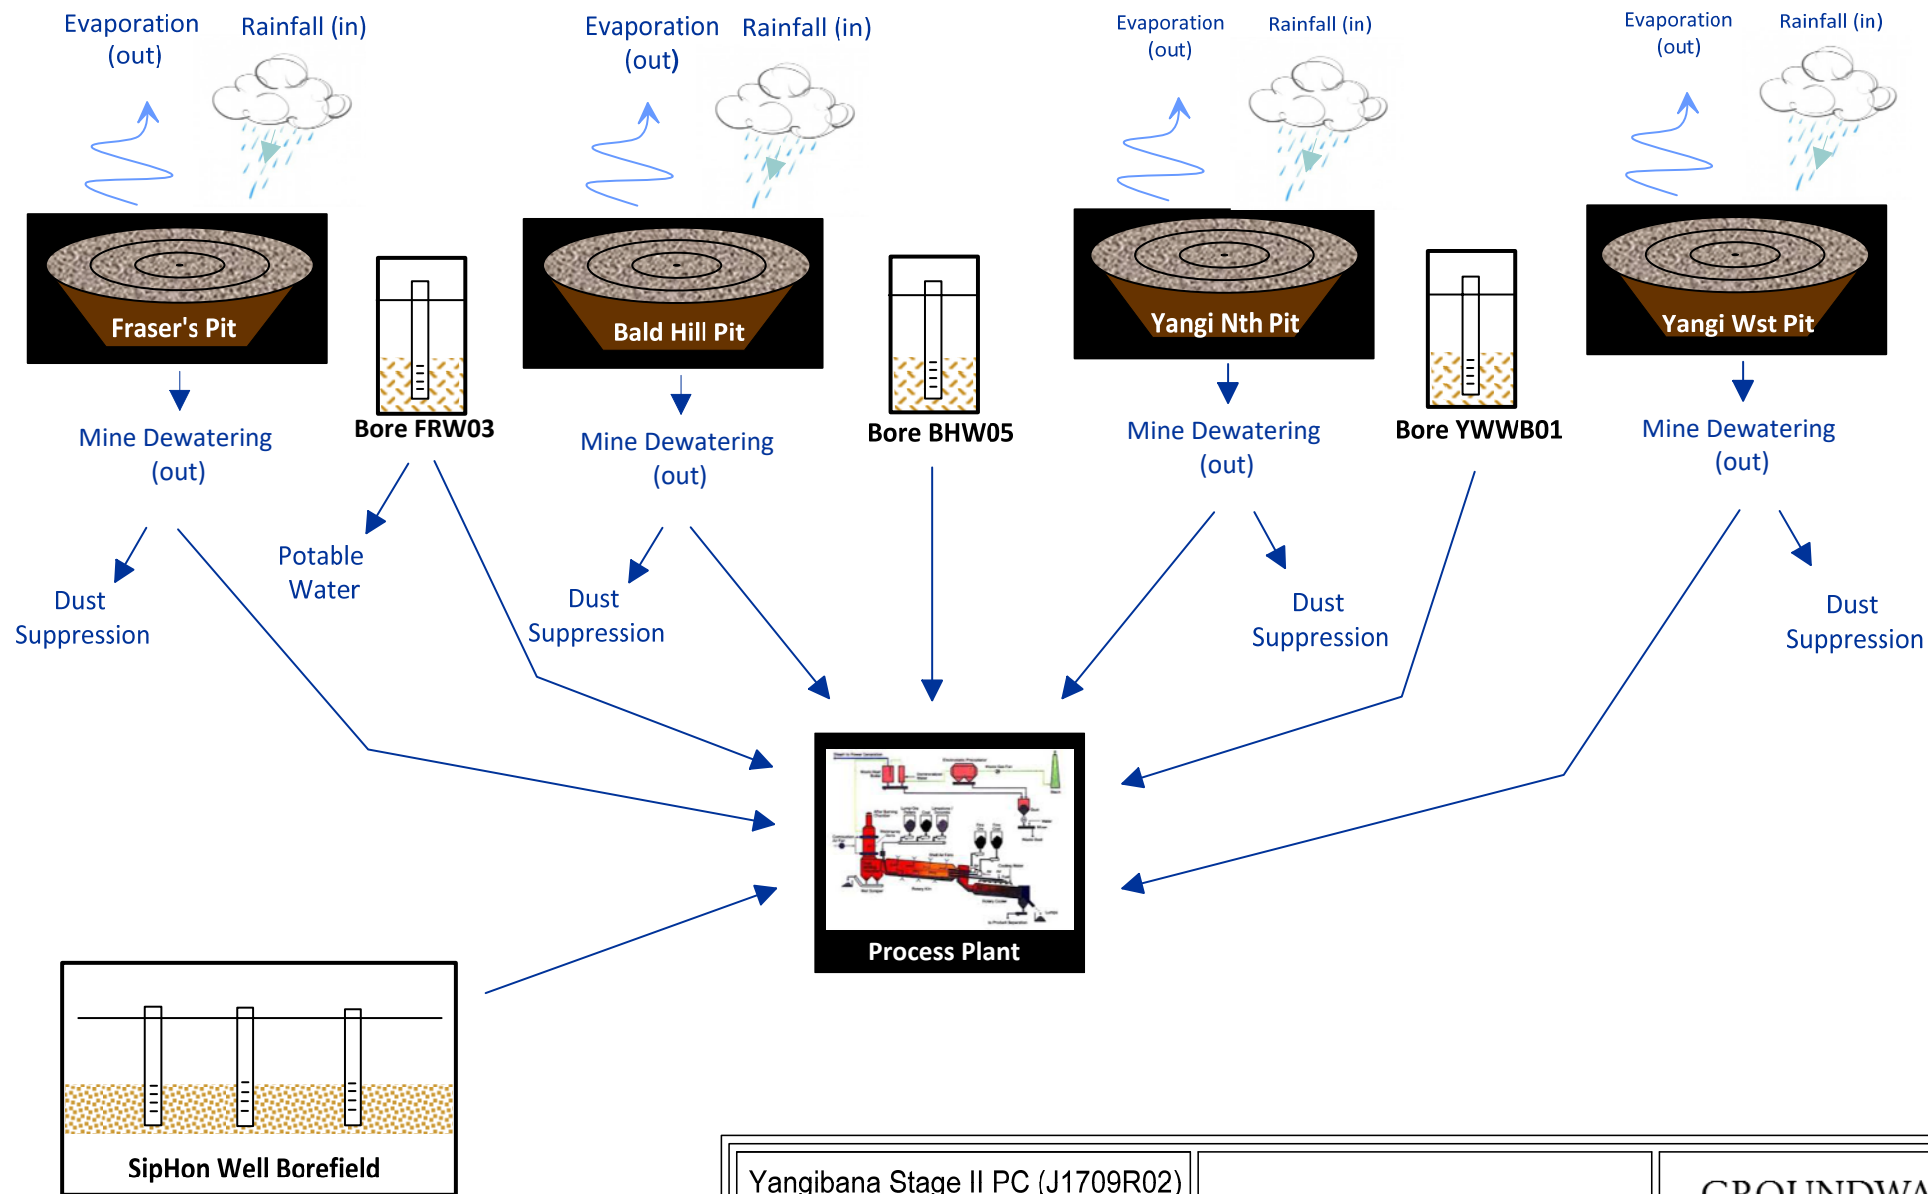 Evaporation
(out)
Rainfall (in)
Evaporation
(out)
Rainfall (in)
Evaporation
(out)
Rainfall (in)
Evaporation
(out)
Rainfall (in)
Fraser's Pit
Bald Hill Pit
Yangi Nth Pit
Yangi Wst Pit
Bore FRW03
Bore BHW05
Bore YWWB01
Mine Dewatering
(out)
Mine Dewatering
(out)
Mine Dewatering
(out)
Mine Dewatering
(out)
Potable
Water
Dust
Suppression
Dust
Suppression
Dust
Suppression
Dust
Suppression
Process Plant
SipHon Well Borefield
Yangibana Stage II PC (J1709R02)
GROUNDWA